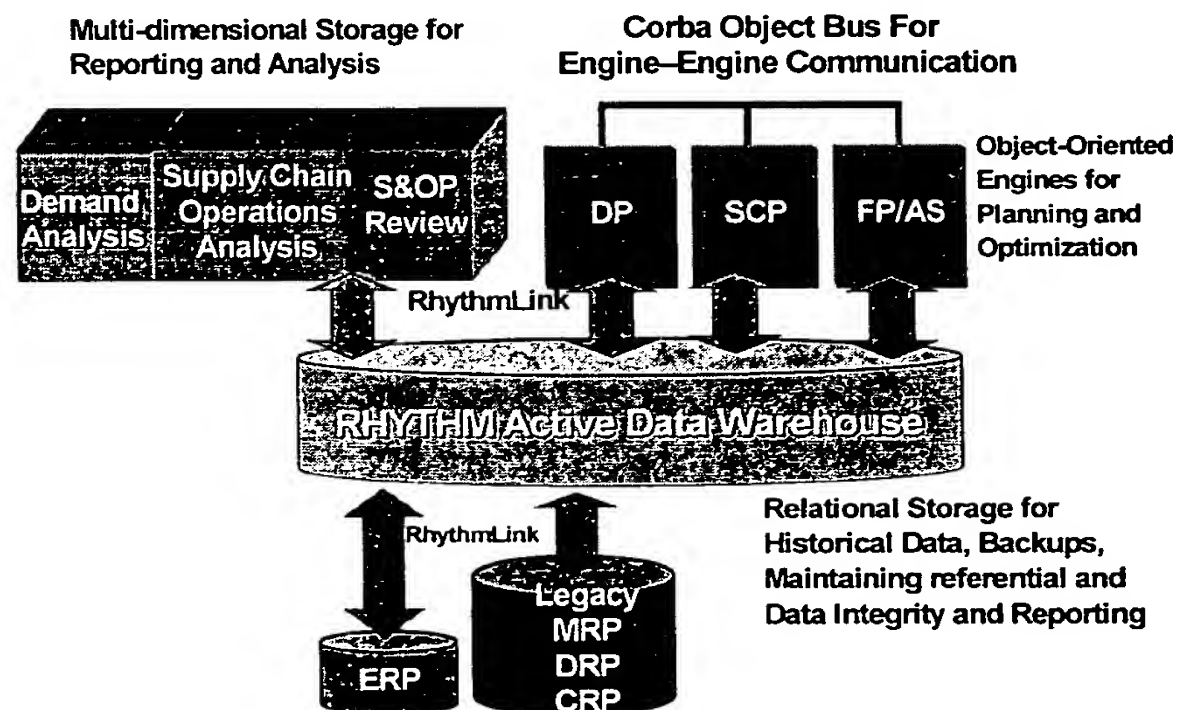 Multi-dimensional Storage for
Reporting and Analysis
Corba Object Bus For
Engine–Engine Communication
Demand
Analysis
Supply Chain
Operations
Analysis
S&OP
Review
DP
SCP
FP/AS
Object-Oriented
Engines for
Planning and
Optimization
RhythmLink
RHYTHM Active Data Warehouse
RhythmLink
Relational Storage for
Historical Data, Backups,
Maintaining referential and
Data Integrity and Reporting
ERP
Legacy
MRP
DRP
CRP